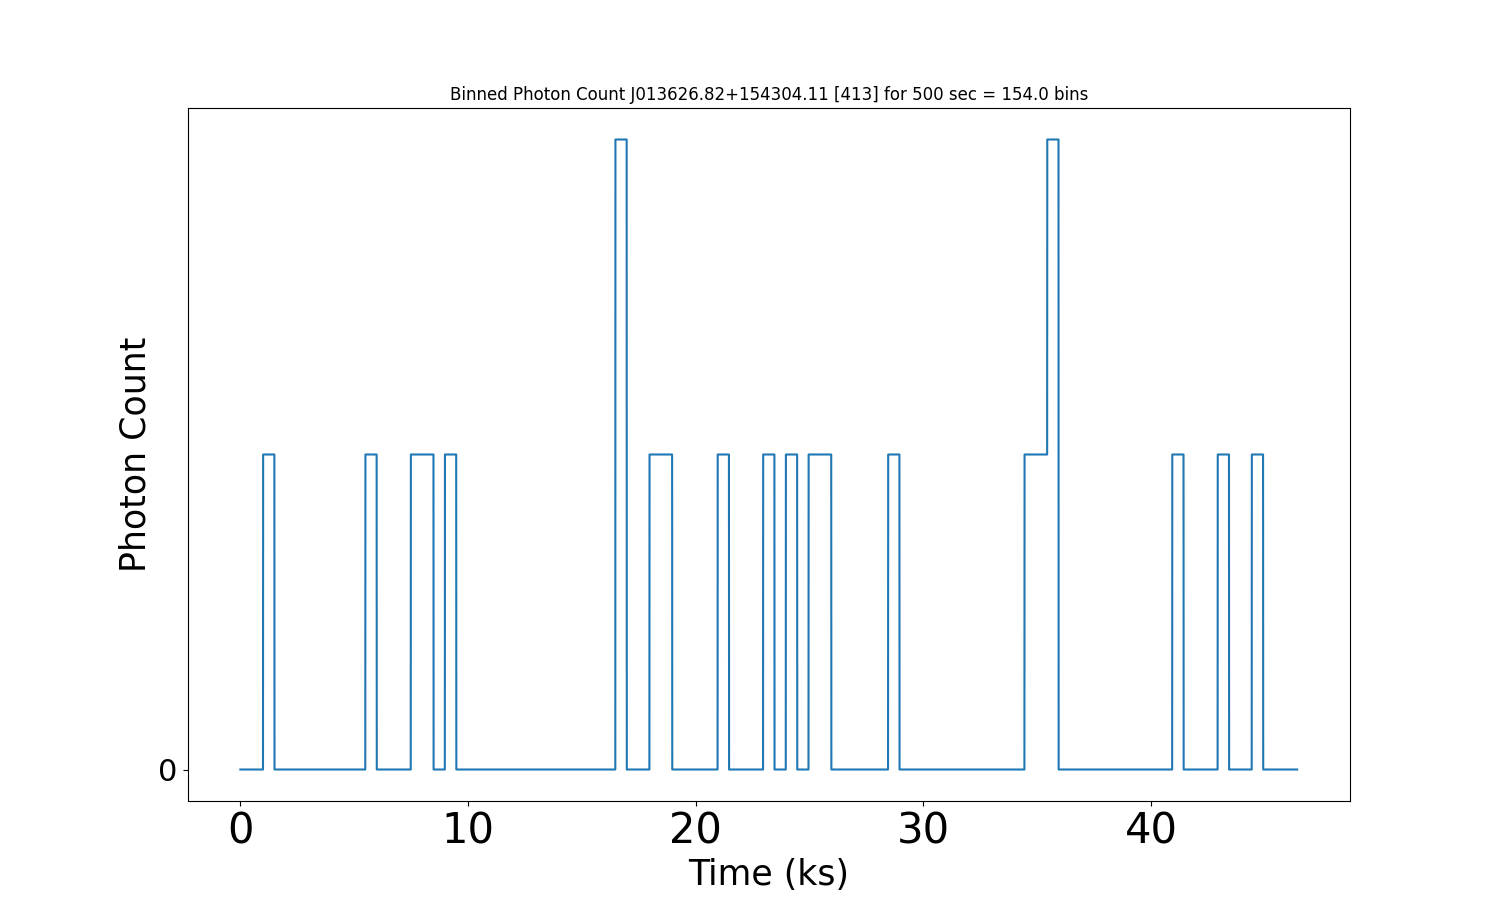 Binned Photon Count J013626.82+154304.11 [413] for 500 sec = 154.0 bins
Photon Count
0
0 10 20 30 40
Time (ks)